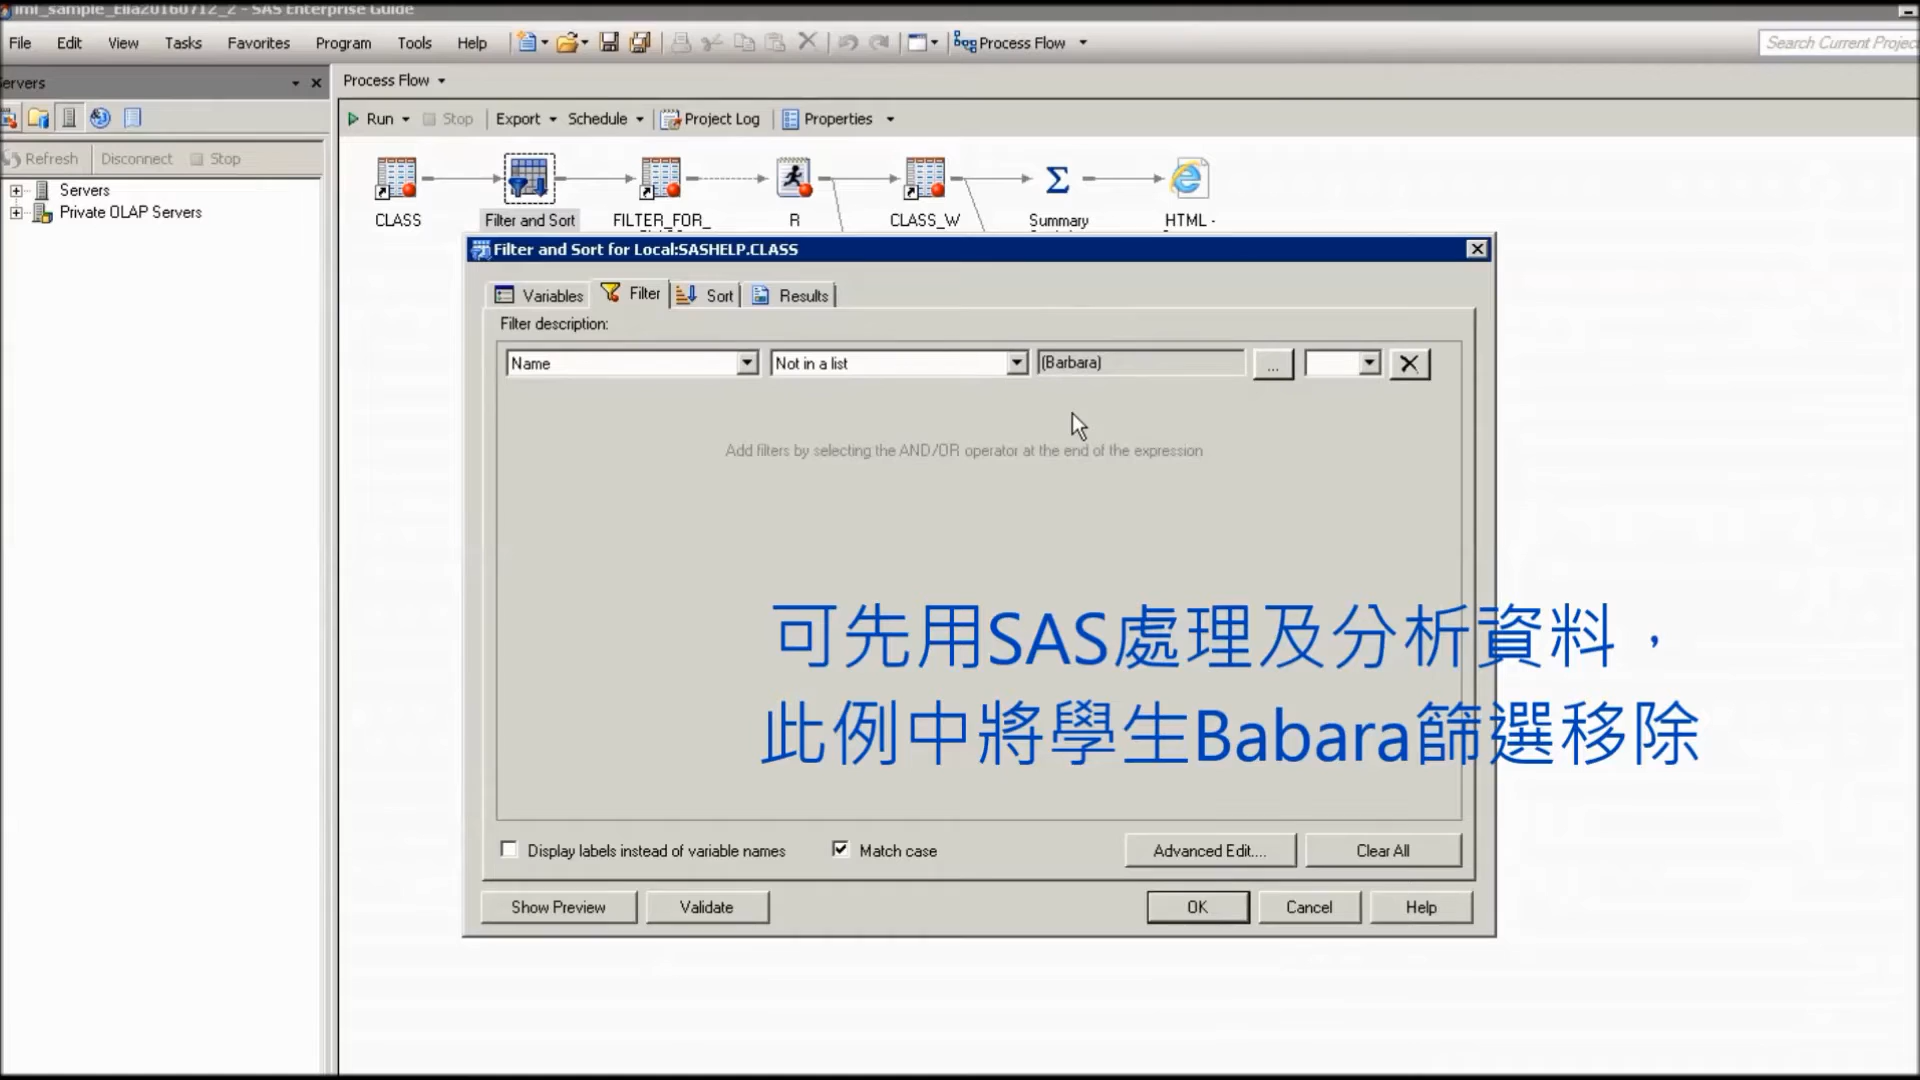 iml_sample_Ella20160712_2 - SAS Enterprise Guide
File Edit View Tasks Favorites Program Tools Help Process Flow Search Current Project
Servers Process Flow
Run Stop Export Schedule Project Log Properties
Refresh Disconnect Stop
Servers
Private OLAP Servers
CLASS Filter and Sort FILTER_FOR_ R CLASS_W Summary HTML -
Filter and Sort for Local:SASHELP.CLASS
Variables Filter Sort Results
Filter description:
Name Not in a list (Barbara) ...
Add filters by selecting the AND/OR operator at the end of the expression
可先用SAS處理及分析資料，
此例中將學生Babara篩選移除
Display labels instead of variable names Match case Advanced Edit.... Clear All
Show Preview Validate OK Cancel Help